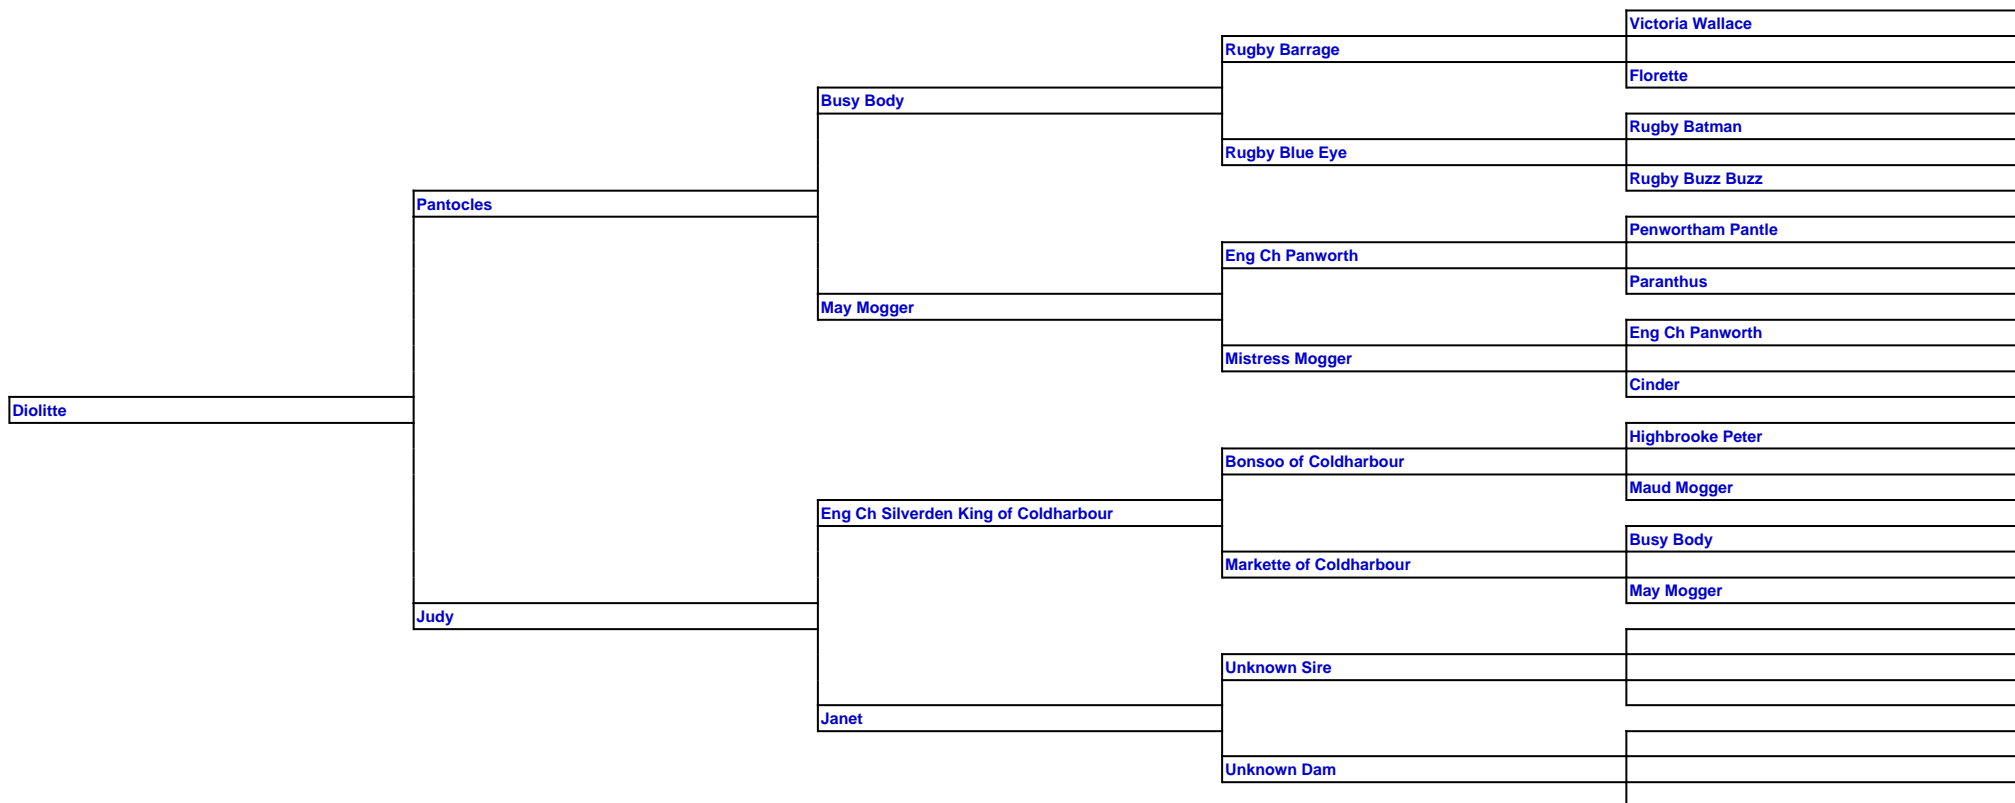 Victoria Wallace
Rugby Barrage
Florette
Busy Body
Rugby Batman
Rugby Blue Eye
Rugby Buzz Buzz
Pantocles
Penwortham Pantle
Eng Ch Panworth
Paranthus
May Mogger
Eng Ch Panworth
Mistress Mogger
Cinder
Diolitte
Highbrooke Peter
Bonsoo of Coldharbour
Maud Mogger
Eng Ch Silverden King of Coldharbour
Busy Body
Markette of Coldharbour
May Mogger
Judy
Unknown Sire
Janet
Unknown Dam